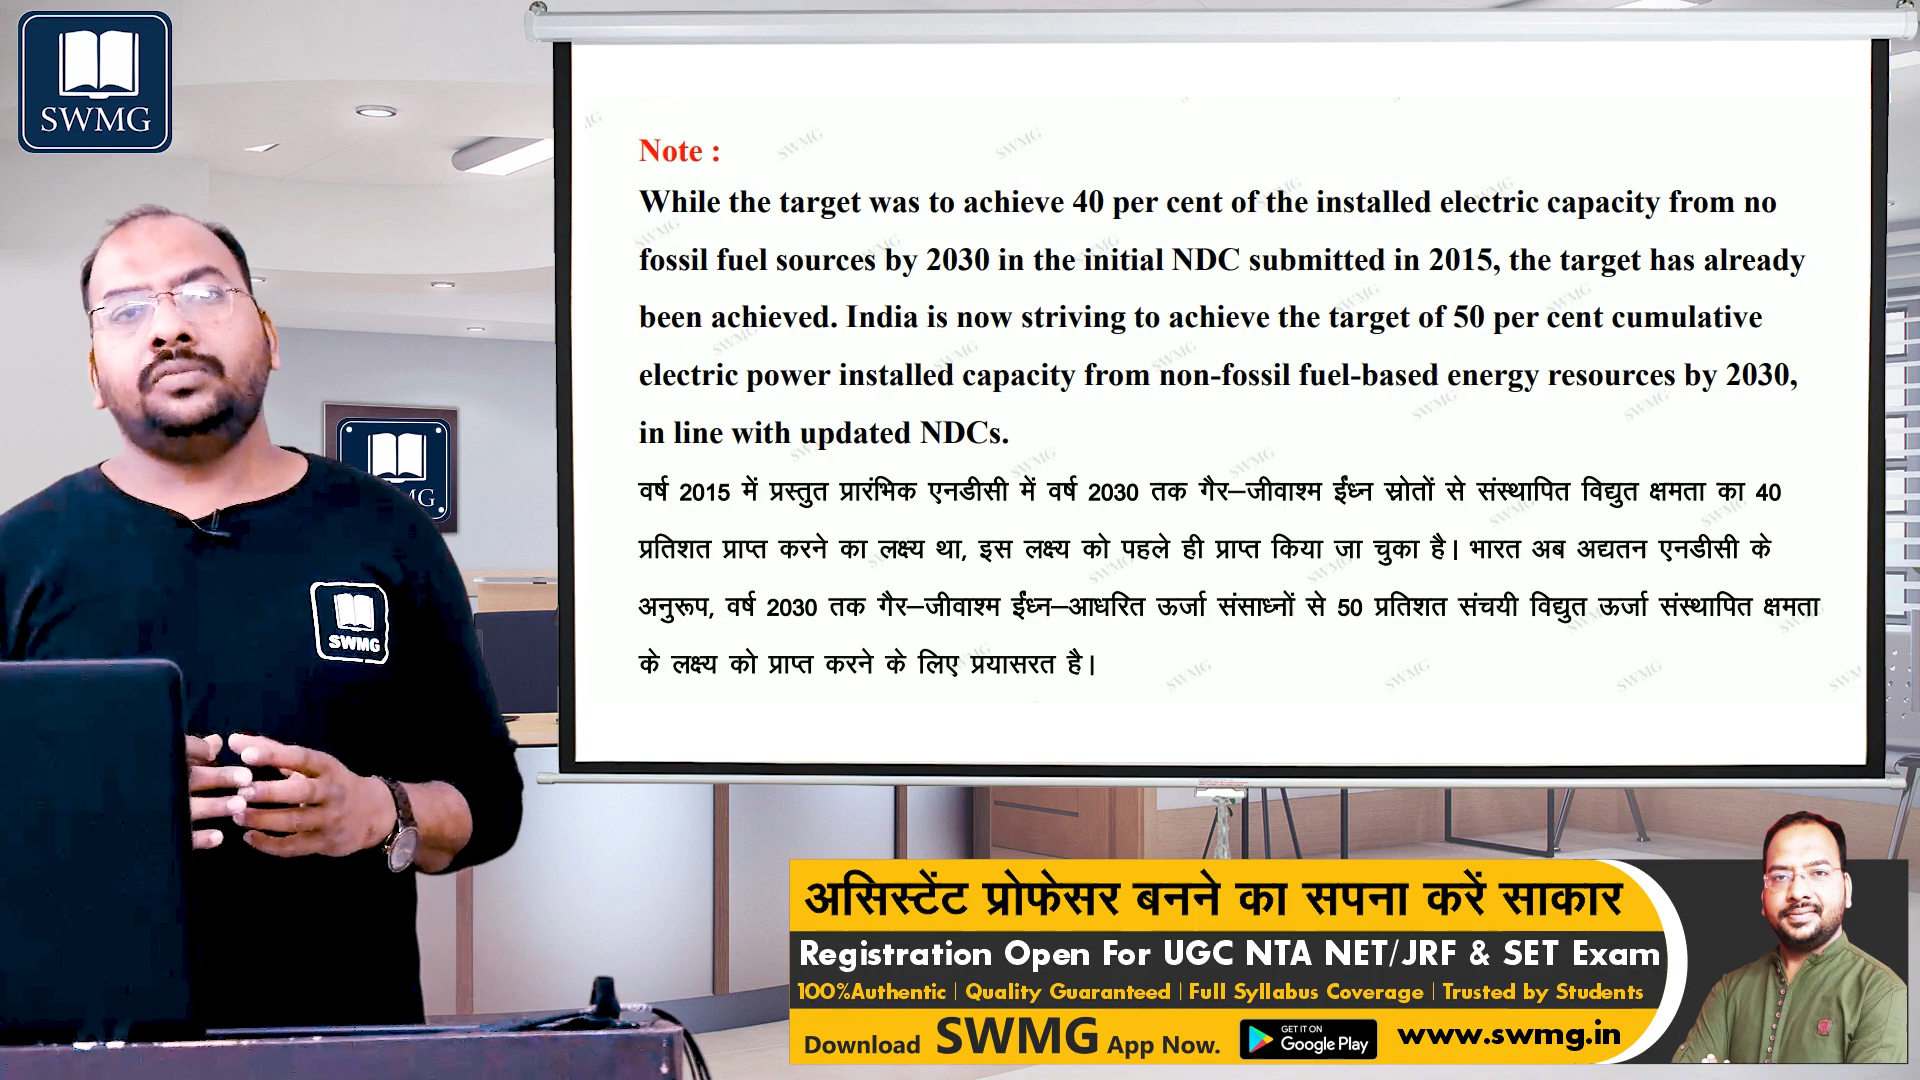 SWMG
Note :
While the target was to achieve 40 per cent of the installed electric capacity from no
fossil fuel sources by 2030 in the initial NDC submitted in 2015, the target has already
been achieved. India is now striving to achieve the target of 50 per cent cumulative
electric power installed capacity from non-fossil fuel-based energy resources by 2030,
in line with updated NDCs.
वर्ष 2015 में प्रस्तुत प्रारंभिक एनडीसी में वर्ष 2030 तक गैर–जीवाश्म ईंध्न स्रोतों से संस्थापित विद्युत क्षमता का 40
प्रतिशत प्राप्त करने का लक्ष्य था, इस लक्ष्य को पहले ही प्राप्त किया जा चुका है। भारत अब अद्यतन एनडीसी के
अनुरूप, वर्ष 2030 तक गैर–जीवाश्म ईंध्न–आधरित ऊर्जा संसाध्नों से 50 प्रतिशत संचयी विद्युत ऊर्जा संस्थापित क्षमता
के लक्ष्य को प्राप्त करने के लिए प्रयासरत है।
MG
SWMG
असिस्टेंट प्रोफेसर बनने का सपना करें साकार
Registration Open For UGC NTA NET/JRF & SET Exam
100%Authentic | Quality Guaranteed | Full Syllabus Coverage | Trusted by Students
Download SWMG App Now. GET IT ON Google Play www.swmg.in